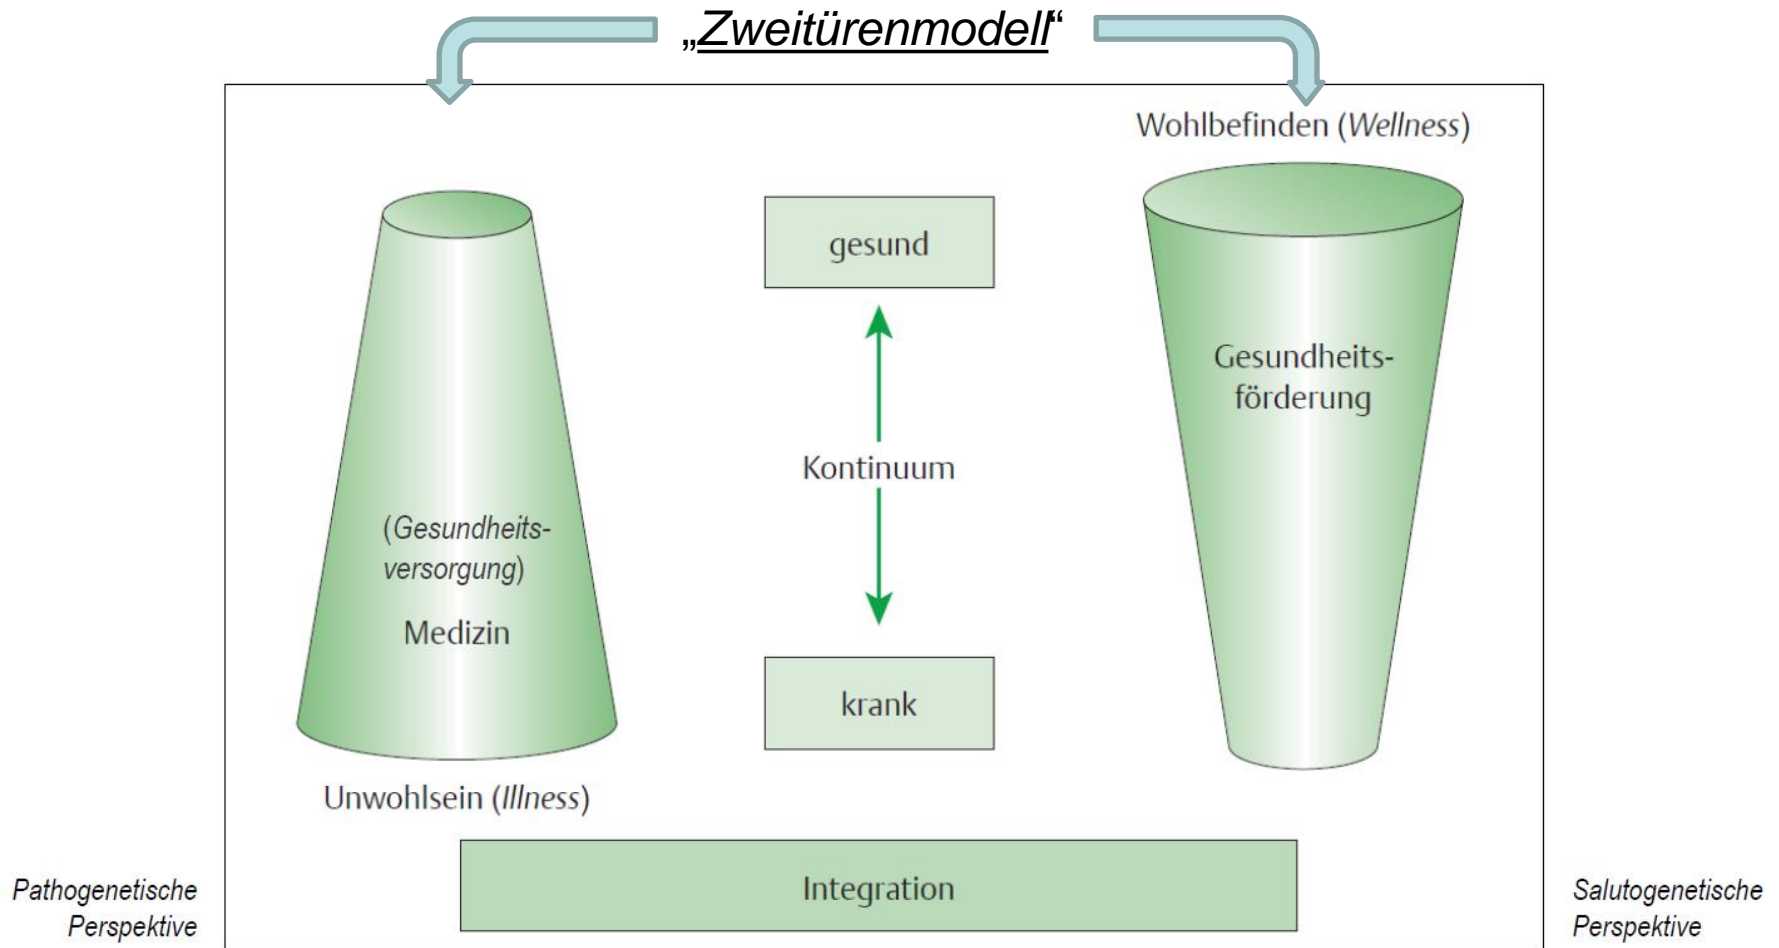 „Zweitürenmodell“
Wohlbefinden (Wellness)
gesund
Gesundheits-
förderung
Kontinuum
(Gesundheits-
versorgung)
Medizin
krank
Unwohlsein (Illness)
Integration
Pathogenetische
Perspektive
Salutogenetische
Perspektive